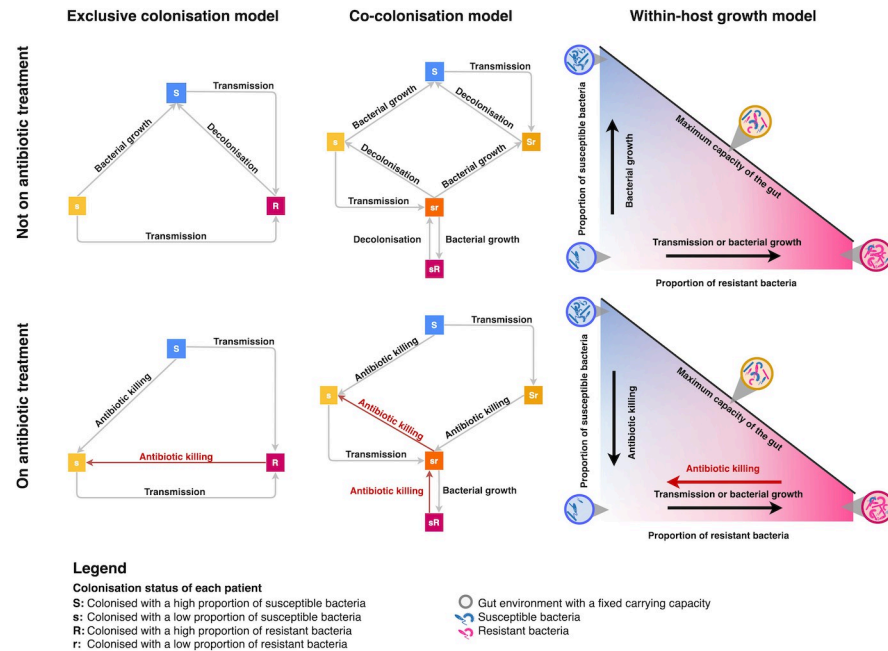 Exclusive colonisation model
Co-colonisation model
Within-host growth model
Not on antibiotic treatment
S
Transmission
Bacterial growth
Decolonisation
s
R
Transmission
S
Transmission
Bacterial growth
Decolonisation
s
Sr
Decolonisation
Bacterial growth
Transmission
sr
Decolonisation
Bacterial growth
sR
Proportion of susceptible bacteria
Bacterial growth
Maximum capacity of the gut
Transmission or bacterial growth
Proportion of resistant bacteria
On antibiotic treatment
S
Transmission
Antibiotic killing
Antibiotic killing
s
R
Transmission
S
Transmission
Antibiotic killing
s
Sr
Antibiotic killing
Antibiotic killing
Transmission
sr
Antibiotic killing
Bacterial growth
sR
Proportion of susceptible bacteria
Antibiotic killing
Maximum capacity of the gut
Antibiotic killing
Transmission or bacterial growth
Proportion of resistant bacteria
Legend
Colonisation status of each patient
S: Colonised with a high proportion of susceptible bacteria
s: Colonised with a low proportion of susceptible bacteria
R: Colonised with a high proportion of resistant bacteria
r: Colonised with a low proportion of resistant bacteria
Gut environment with a fixed carrying capacity
Susceptible bacteria
Resistant bacteria